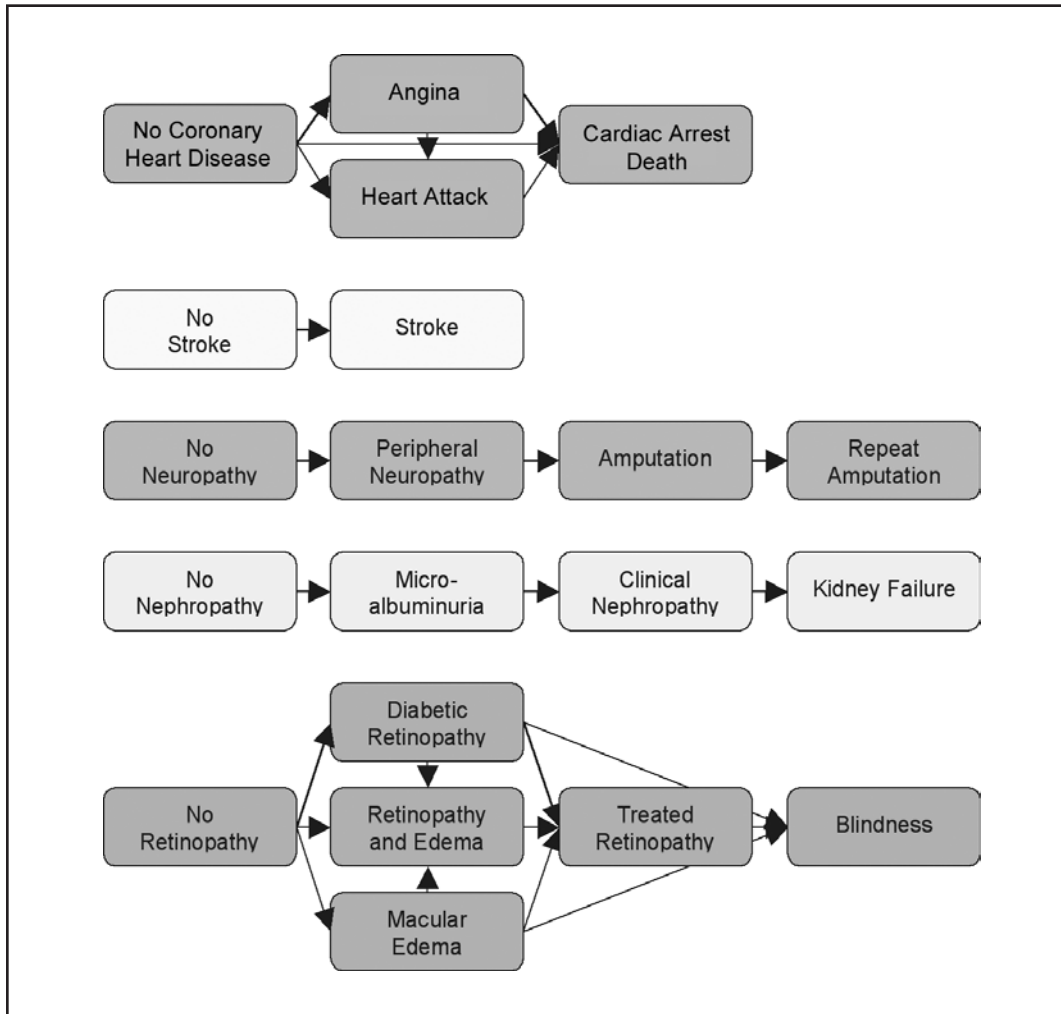 Angina
No Coronary
Heart Disease
Cardiac Arrest
Death
Heart Attack
No
Stroke
Stroke
No
Neuropathy
Peripheral
Neuropathy
Amputation
Repeat
Amputation
No
Nephropathy
Micro-
albuminuria
Clinical
Nephropathy
Kidney Failure
Diabetic
Retinopathy
No
Retinopathy
Retinopathy
and Edema
Treated
Retinopathy
Blindness
Macular
Edema